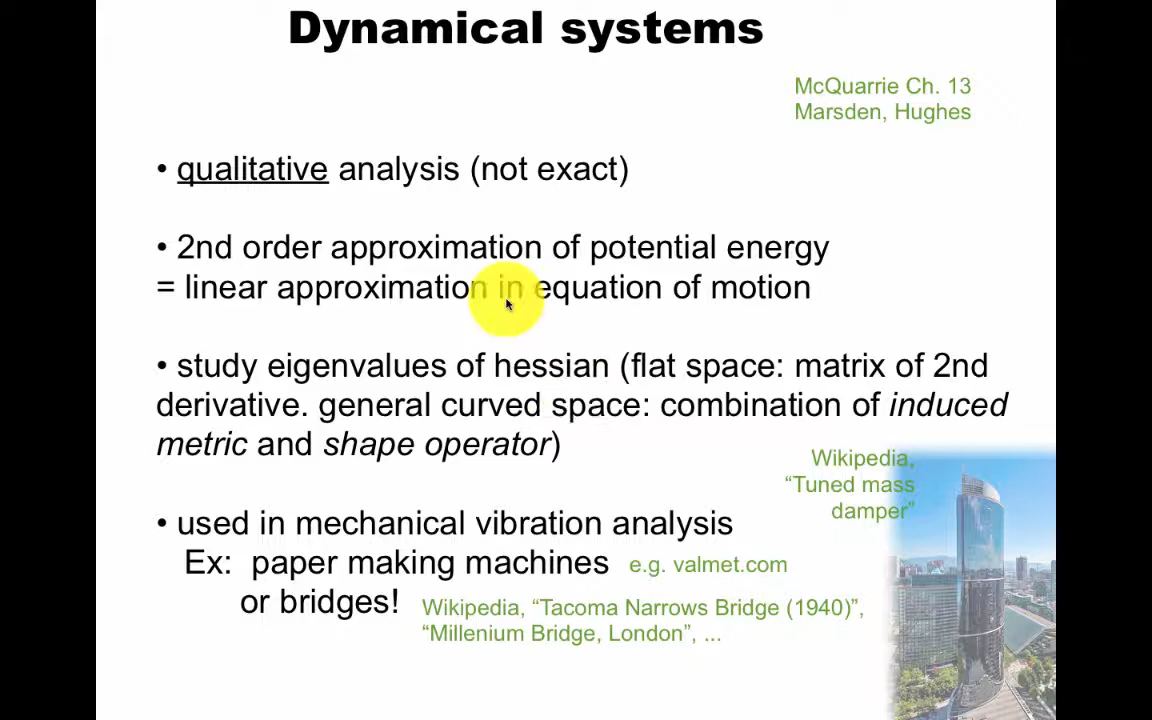 Dynamical systems
McQuarrie Ch. 13
Marsden, Hughes
• qualitative analysis (not exact)
• 2nd order approximation of potential energy
= linear approximation in equation of motion
• study eigenvalues of hessian (flat space: matrix of 2nd
derivative. general curved space: combination of induced
metric and shape operator)
Wikipedia,
“Tuned mass
damper”
• used in mechanical vibration analysis
Ex: paper making machines e.g. valmet.com
or bridges! Wikipedia, “Tacoma Narrows Bridge (1940)”,
“Millenium Bridge, London”, ...